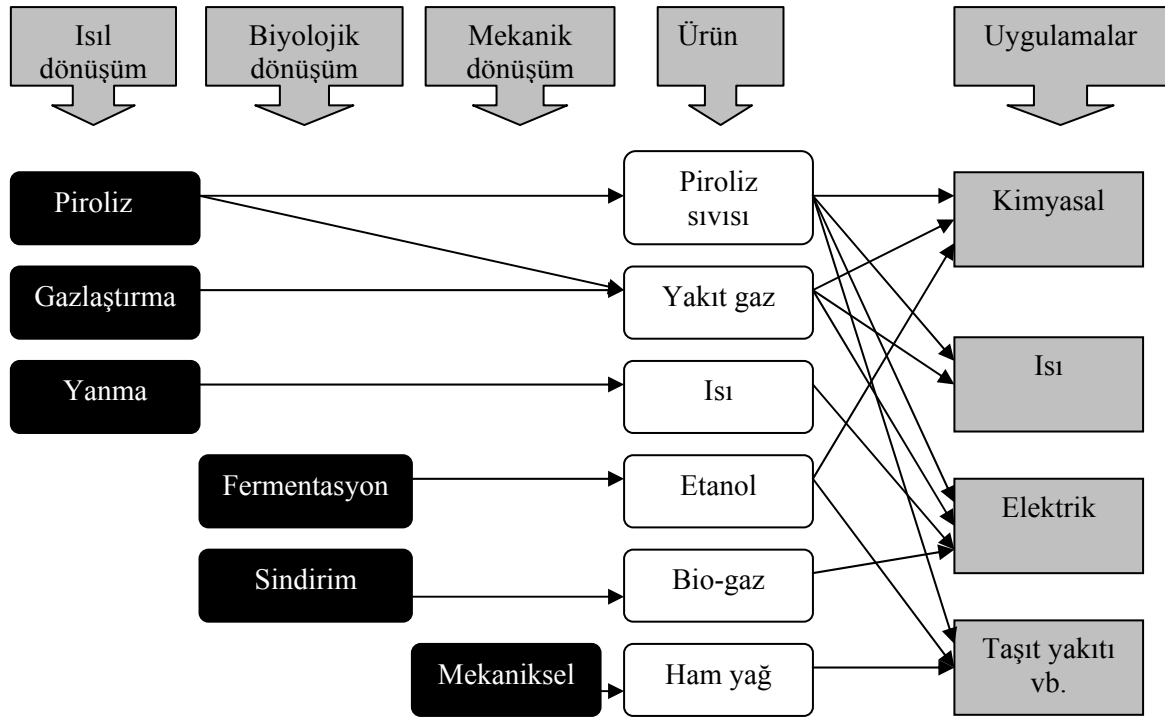 Isıl
dönüşüm
Biyolojik
dönüşüm
Mekanik
dönüşüm
Ürün
Uygulamalar
Piroliz
Piroliz
sıvısı
Kimyasal
Gazlaştırma
Yakıt gaz
Yanma
Isı
Isı
Fermentasyon
Etanol
Elektrik
Sindirim
Bio-gaz
Mekaniksel
Ham yağ
Taşıt yakıtı
vb.